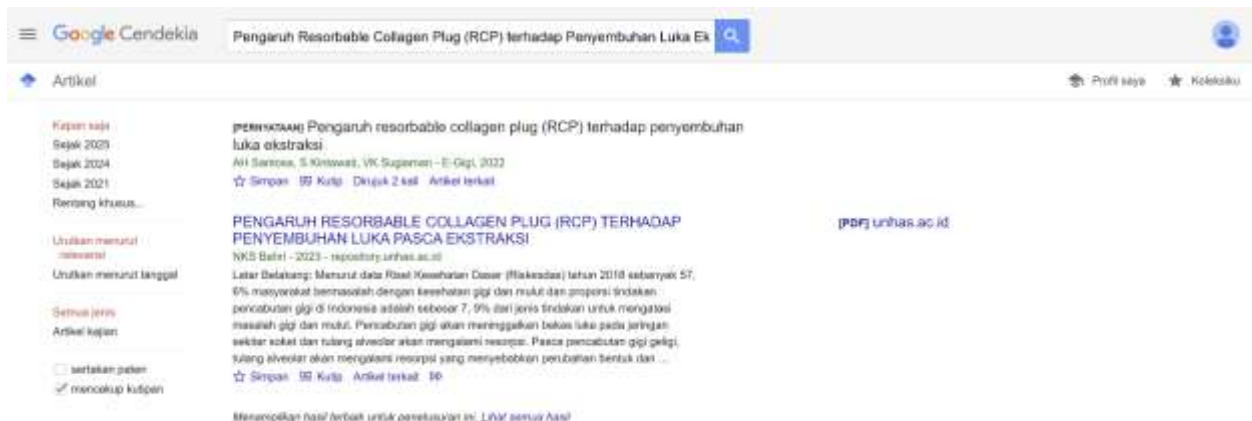 Google Cendekia
Pengaruh Resorbable Collagen Plug (RCP) terhadap Penyembuhan Luka Ek
Artikel
Profil saya
Koleksiku
Kapan saja
Sejak 2025
Sejak 2024
Sejak 2021
Rentang khusus...
Urutkan menurut
relevansi
Urutkan menurut tanggal
Semua jenis
Artikel kajian
sertakan paten
mencakup kutipan
[PERNYATAAN] Pengaruh resorbable collagen plug (RCP) terhadap penyembuhan
luka ekstraksi
AH Santosa, S Kintawati, VK Sugiaman - E-Gigi, 2022
Simpan Kutip Dirujuk 2 kali Artikel terkait
PENGARUH RESORBABLE COLLAGEN PLUG (RCP) TERHADAP
PENYEMBUHAN LUKA PASCA EKSTRAKSI
NKS Bahri - 2023 - repository.unhas.ac.id
Latar Belakang: Menurut data Riset Kesehatan Dasar (Riskesdas) tahun 2018 sebanyak 57,
6% masyarakat bermasalah dengan kesehatan gigi dan mulut dan proporsi tindakan
pencabutan gigi di Indonesia adalah sebesar 7, 9% dari jenis tindakan untuk mengatasi
masalah gigi dan mulut. Pencabutan gigi akan meninggalkan bekas luka pada jaringan
sekitar soket dan tulang alveolar akan mengalami resorpsi. Pasca pencabutan gigi geligi,
tulang alveolar akan mengalami resorpsi yang menyebabkan perubahan bentuk dan ...
Simpan Kutip Artikel terkait
[PDF] unhas.ac.id
Menampilkan hasil terbaik untuk penelusuran ini. Lihat semua hasil